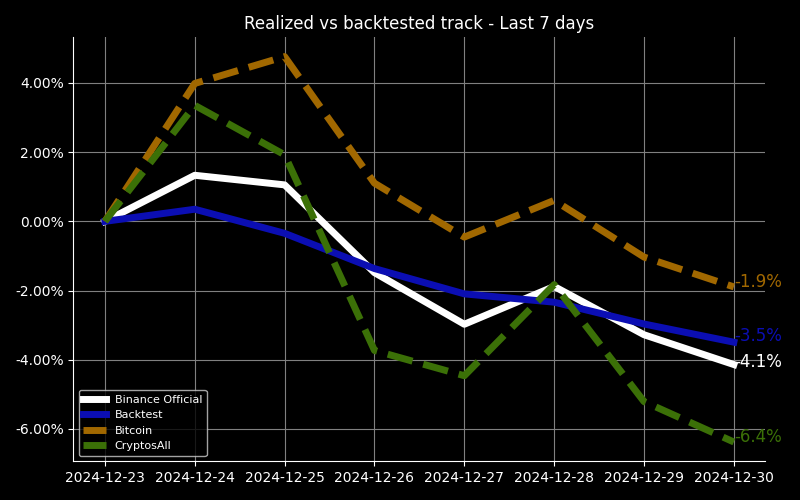 Realized vs backtested track - Last 7 days
4.00%
2.00%
0.00%
-2.00%
-4.00%
-6.00%
-1.9%
-3.5%
-4.1%
-6.4%
Binance Official
Backtest
Bitcoin
CryptosAll
2024-12-23 2024-12-24 2024-12-25 2024-12-26 2024-12-27 2024-12-28 2024-12-29 2024-12-30